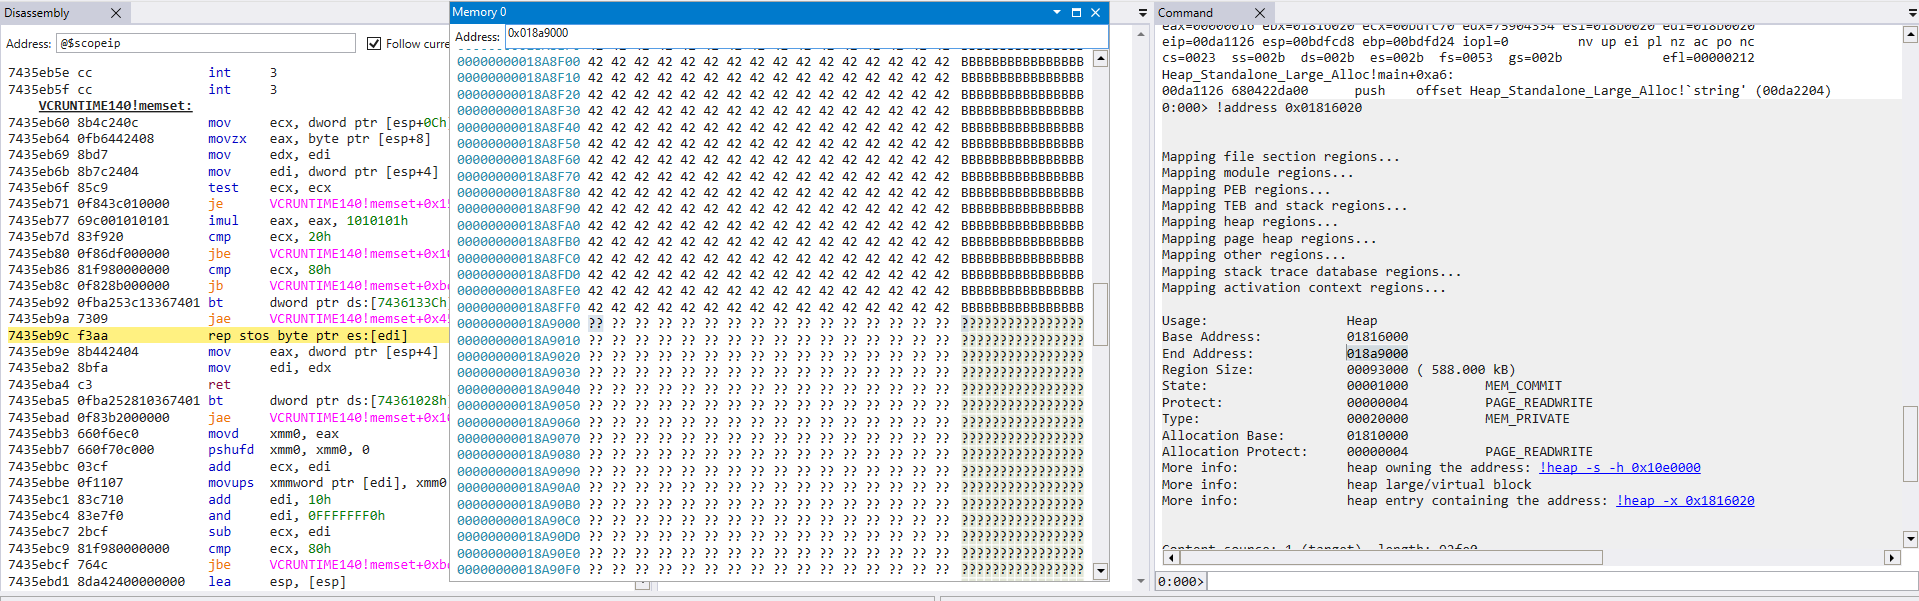 Disassembly
Address: @$scopeip Follow curre
7435eb5e cc int 3
7435eb5f cc int 3
VCRUNTIME140!memset:
7435eb60 8b4c240c mov ecx, dword ptr [esp+0Ch
7435eb64 0fb6442408 movzx eax, byte ptr [esp+8]
7435eb69 8bd7 mov edx, edi
7435eb6b 8b7c2404 mov edi, dword ptr [esp+4]
7435eb6f 85c9 test ecx, ecx
7435eb71 0f843c010000 je VCRUNTIME140!memset+0x15
7435eb77 69c001010101 imul eax, eax, 1010101h
7435eb7d 83f920 cmp ecx, 20h
7435eb80 0f86df000000 jbe VCRUNTIME140!memset+0x10
7435eb86 81f980000000 cmp ecx, 80h
7435eb8c 0f828b000000 jb VCRUNTIME140!memset+0xb
7435eb92 0fba253c13367401 bt dword ptr ds:[7436133Ch
7435eb9a 7309 jae VCRUNTIME140!memset+0x4
7435eb9c f3aa rep stos byte ptr es:[edi]
7435eb9e 8b442404 mov eax, dword ptr [esp+4]
7435eba2 8bfa mov edi, edx
7435eba4 c3 ret
7435eba5 0fba252810367401 bt dword ptr ds:[74361028h
7435ebad 0f83b2000000 jae VCRUNTIME140!memset+0x10
7435ebb3 660f6ec0 movd xmm0, eax
7435ebb7 660f70c000 pshufd xmm0, xmm0, 0
7435ebbc 03cf add ecx, edi
7435ebbe 0f1107 movups xmmword ptr [edi], xmm0
7435ebc1 83c710 add edi, 10h
7435ebc4 83e7f0 and edi, 0FFFFFFF0h
7435ebc7 2bcf sub ecx, edi
7435ebc9 81f980000000 cmp ecx, 80h
7435ebcf 764c jbe VCRUNTIME140!memset+0xb
7435ebd1 8da42400000000 lea esp, [esp]
Memory 0
Address: 0x018a9000
00000000018A8F00 42 42 42 42 42 42 42 42 42 42 42 42 42 42 42 42 BBBBBBBBBBBBBBBB
00000000018A8F10 42 42 42 42 42 42 42 42 42 42 42 42 42 42 42 42 BBBBBBBBBBBBBBBB
00000000018A8F20 42 42 42 42 42 42 42 42 42 42 42 42 42 42 42 42 BBBBBBBBBBBBBBBB
00000000018A8F30 42 42 42 42 42 42 42 42 42 42 42 42 42 42 42 42 BBBBBBBBBBBBBBBB
00000000018A8F40 42 42 42 42 42 42 42 42 42 42 42 42 42 42 42 42 BBBBBBBBBBBBBBBB
00000000018A8F50 42 42 42 42 42 42 42 42 42 42 42 42 42 42 42 42 BBBBBBBBBBBBBBBB
00000000018A8F60 42 42 42 42 42 42 42 42 42 42 42 42 42 42 42 42 BBBBBBBBBBBBBBBB
00000000018A8F70 42 42 42 42 42 42 42 42 42 42 42 42 42 42 42 42 BBBBBBBBBBBBBBBB
00000000018A8F80 42 42 42 42 42 42 42 42 42 42 42 42 42 42 42 42 BBBBBBBBBBBBBBBB
00000000018A8F90 42 42 42 42 42 42 42 42 42 42 42 42 42 42 42 42 BBBBBBBBBBBBBBBB
00000000018A8FA0 42 42 42 42 42 42 42 42 42 42 42 42 42 42 42 42 BBBBBBBBBBBBBBBB
00000000018A8FB0 42 42 42 42 42 42 42 42 42 42 42 42 42 42 42 42 BBBBBBBBBBBBBBBB
00000000018A8FC0 42 42 42 42 42 42 42 42 42 42 42 42 42 42 42 42 BBBBBBBBBBBBBBBB
00000000018A8FD0 42 42 42 42 42 42 42 42 42 42 42 42 42 42 42 42 BBBBBBBBBBBBBBBB
00000000018A8FE0 42 42 42 42 42 42 42 42 42 42 42 42 42 42 42 42 BBBBBBBBBBBBBBBB
00000000018A8FF0 42 42 42 42 42 42 42 42 42 42 42 42 42 42 42 42 BBBBBBBBBBBBBBBB
00000000018A9000 ?? ?? ?? ?? ?? ?? ?? ?? ?? ?? ?? ?? ?? ?? ?? ?? ????????????????
00000000018A9010 ?? ?? ?? ?? ?? ?? ?? ?? ?? ?? ?? ?? ?? ?? ?? ?? ????????????????
00000000018A9020 ?? ?? ?? ?? ?? ?? ?? ?? ?? ?? ?? ?? ?? ?? ?? ?? ????????????????
00000000018A9030 ?? ?? ?? ?? ?? ?? ?? ?? ?? ?? ?? ?? ?? ?? ?? ?? ????????????????
00000000018A9040 ?? ?? ?? ?? ?? ?? ?? ?? ?? ?? ?? ?? ?? ?? ?? ?? ????????????????
00000000018A9050 ?? ?? ?? ?? ?? ?? ?? ?? ?? ?? ?? ?? ?? ?? ?? ?? ????????????????
00000000018A9060 ?? ?? ?? ?? ?? ?? ?? ?? ?? ?? ?? ?? ?? ?? ?? ?? ????????????????
00000000018A9070 ?? ?? ?? ?? ?? ?? ?? ?? ?? ?? ?? ?? ?? ?? ?? ?? ????????????????
00000000018A9080 ?? ?? ?? ?? ?? ?? ?? ?? ?? ?? ?? ?? ?? ?? ?? ?? ????????????????
00000000018A9090 ?? ?? ?? ?? ?? ?? ?? ?? ?? ?? ?? ?? ?? ?? ?? ?? ????????????????
00000000018A90A0 ?? ?? ?? ?? ?? ?? ?? ?? ?? ?? ?? ?? ?? ?? ?? ?? ????????????????
00000000018A90B0 ?? ?? ?? ?? ?? ?? ?? ?? ?? ?? ?? ?? ?? ?? ?? ?? ????????????????
00000000018A90C0 ?? ?? ?? ?? ?? ?? ?? ?? ?? ?? ?? ?? ?? ?? ?? ?? ????????????????
00000000018A90D0 ?? ?? ?? ?? ?? ?? ?? ?? ?? ?? ?? ?? ?? ?? ?? ?? ????????????????
00000000018A90E0 ?? ?? ?? ?? ?? ?? ?? ?? ?? ?? ?? ?? ?? ?? ?? ?? ????????????????
00000000018A90F0 ?? ?? ?? ?? ?? ?? ?? ?? ?? ?? ?? ?? ?? ?? ?? ?? ????????????????
Command
eax=00000016 ebx=01816020 ecx=00bdfc70 edx=75904334 esi=018b0020 edi=018b0020
eip=00da1126 esp=00bdfcd8 ebp=00bdfd24 iopl=0 nv up ei pl nz ac po nc
cs=0023 ss=002b ds=002b es=002b fs=0053 gs=002b efl=00000212
Heap_Standalone_Large_Alloc!main+0xa6:
00da1126 680422da00 push offset Heap_Standalone_Large_Alloc!`string' (00da2204)
0:000> !address 0x01816020
Mapping file section regions...
Mapping module regions...
Mapping PEB regions...
Mapping TEB and stack regions...
Mapping heap regions...
Mapping page heap regions...
Mapping other regions...
Mapping stack trace database regions...
Mapping activation context regions...
Usage: Heap
Base Address: 01816000
End Address: 018a9000
Region Size: 00093000 ( 588.000 kB)
State: 00001000 MEM_COMMIT
Protect: 00000004 PAGE_READWRITE
Type: 00020000 MEM_PRIVATE
Allocation Base: 01810000
Allocation Protect: 00000004 PAGE_READWRITE
More info: heap owning the address: !heap -s -h 0x10e0000
More info: heap large/virtual block
More info: heap entry containing the address: !heap -x 0x1816020
Content source: 1 (target), length: 92fe0
0:000>